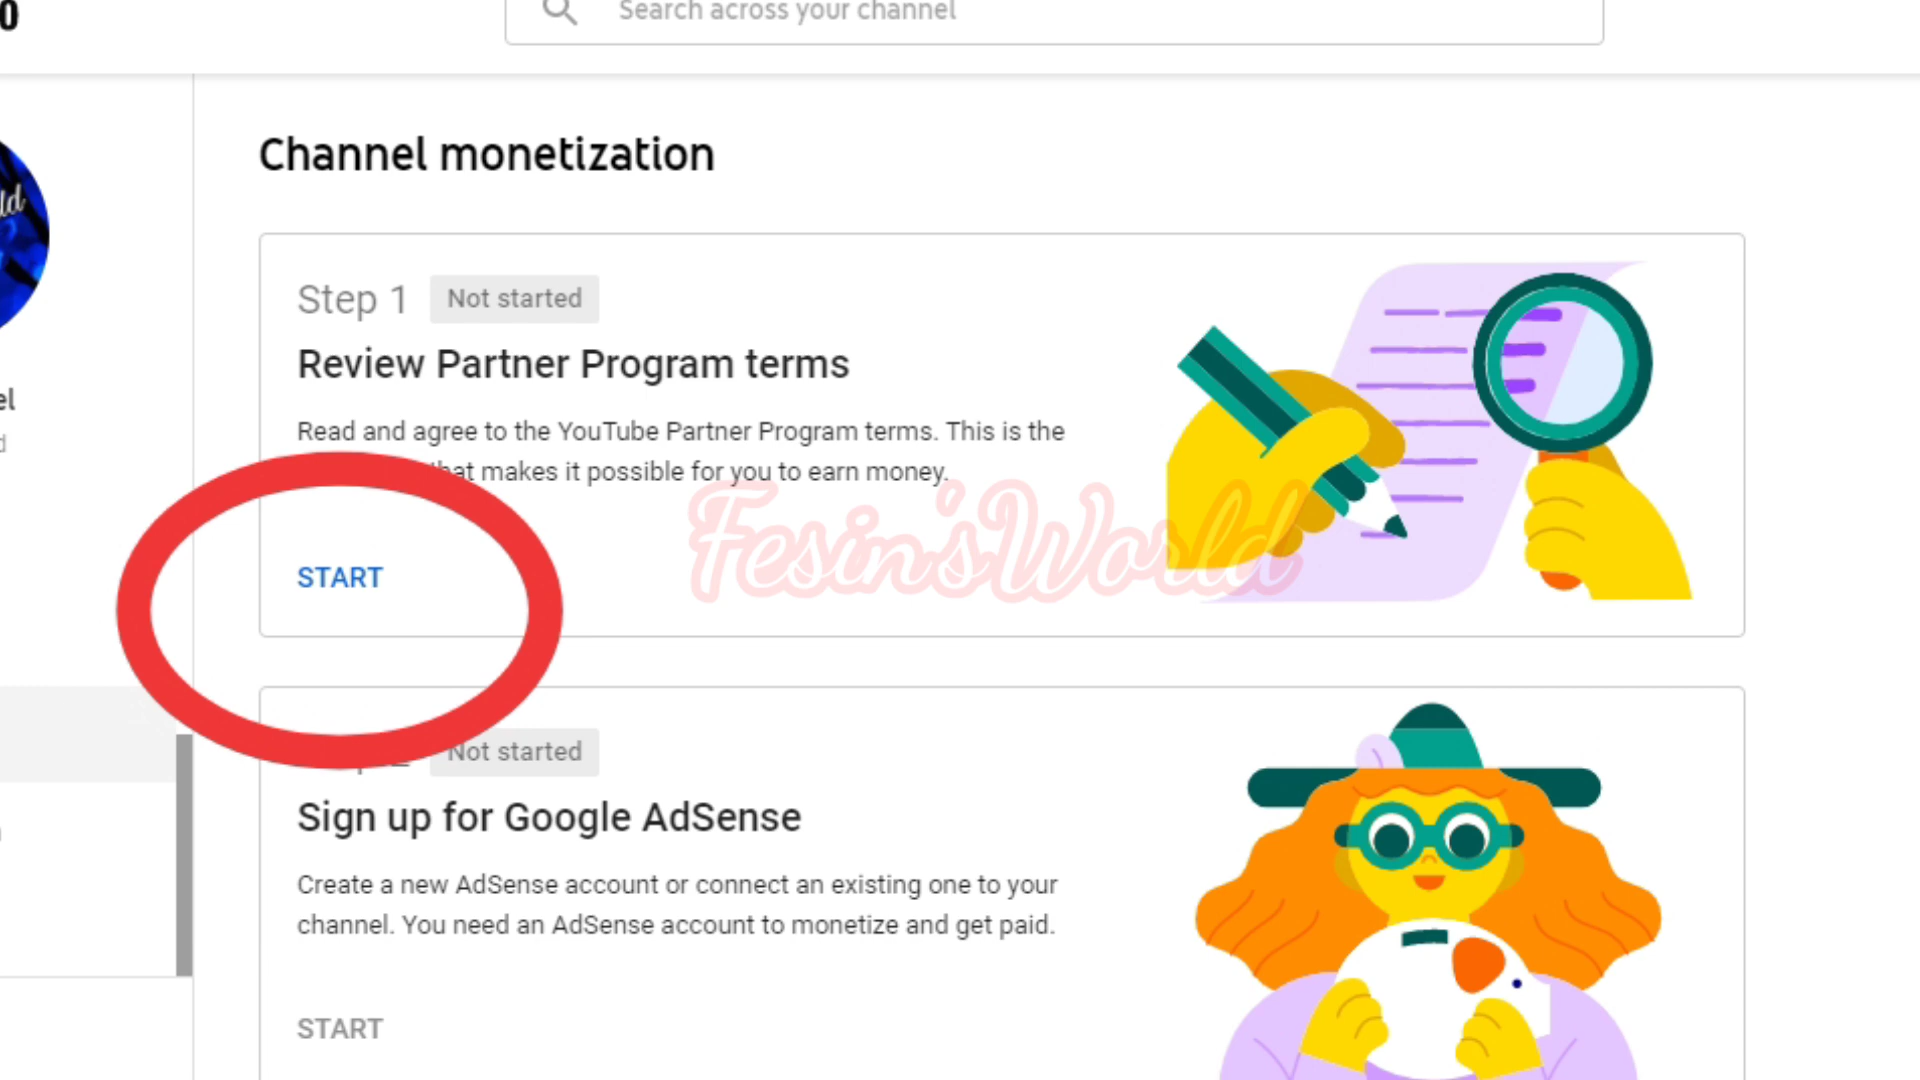 Search across your channel
Channel monetization
Step 1 Not started
Review Partner Program terms
Read and agree to the YouTube Partner Program terms. This is the
that makes it possible for you to earn money.
Fesin'sWorld
START
Not started
Sign up for Google AdSense
Create a new AdSense account or connect an existing one to your
channel. You need an AdSense account to monetize and get paid.
START